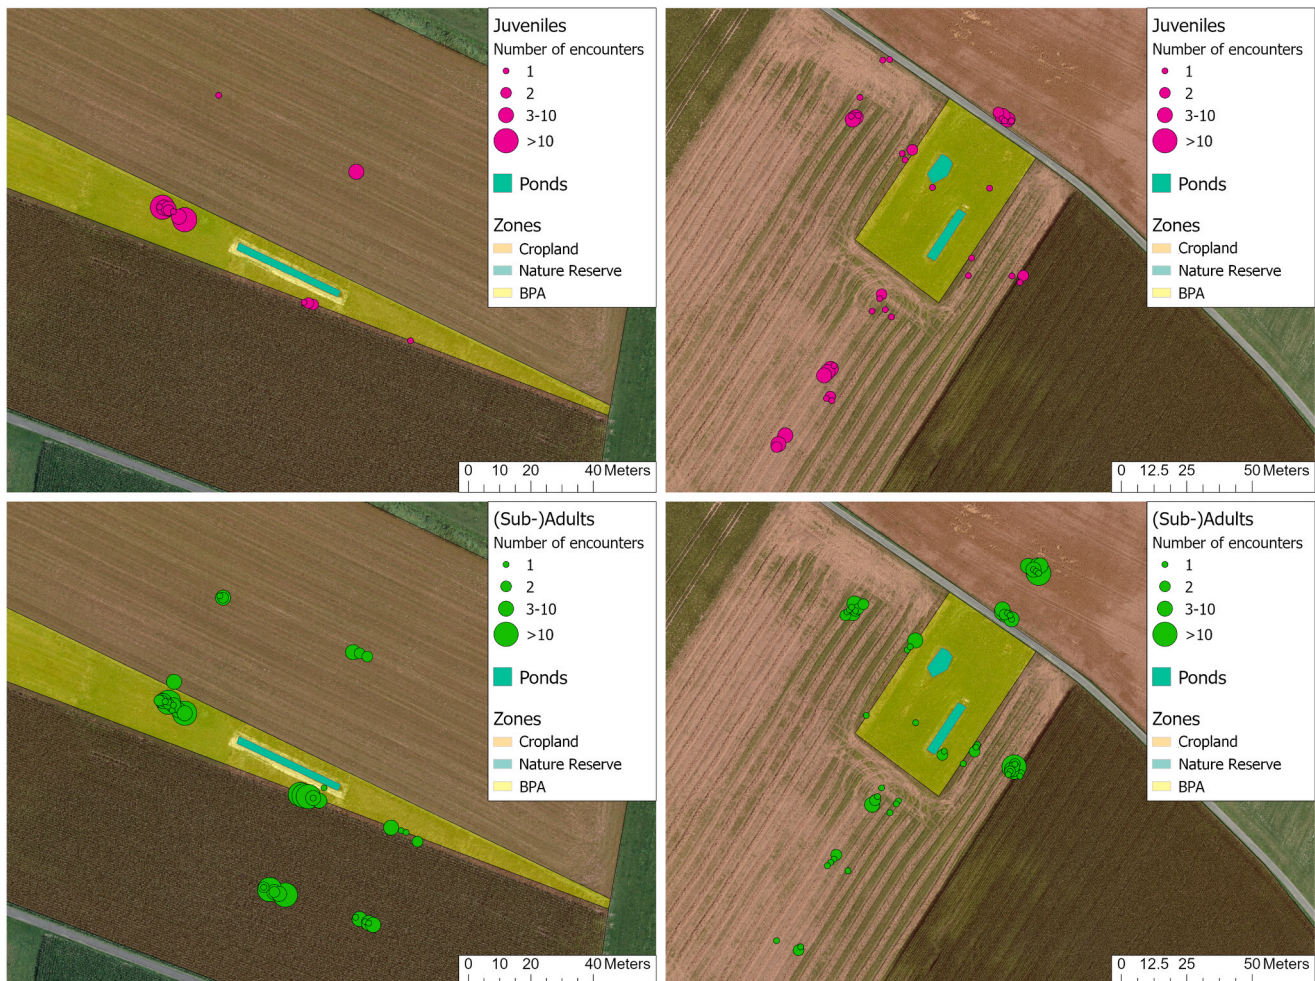 Juveniles
Number of encounters
1
2
3-10
>10
Ponds
Zones
Cropland
Nature Reserve
BPA
0 20 40 Meters
Juveniles
Number of encounters
1
2
3-10
>10
Ponds
Zones
Cropland
Nature Reserve
BPA
0 12.5 25 50 Meters
(Sub-)Adults
Number of encounters
1
2
3-10
>10
Ponds
Zones
Cropland
Nature Reserve
BPA
0 20 40 Meters
(Sub-)Adults
Number of encounters
1
2
3-10
>10
Ponds
Zones
Cropland
Nature Reserve
BPA
0 12.5 25 50 Meters